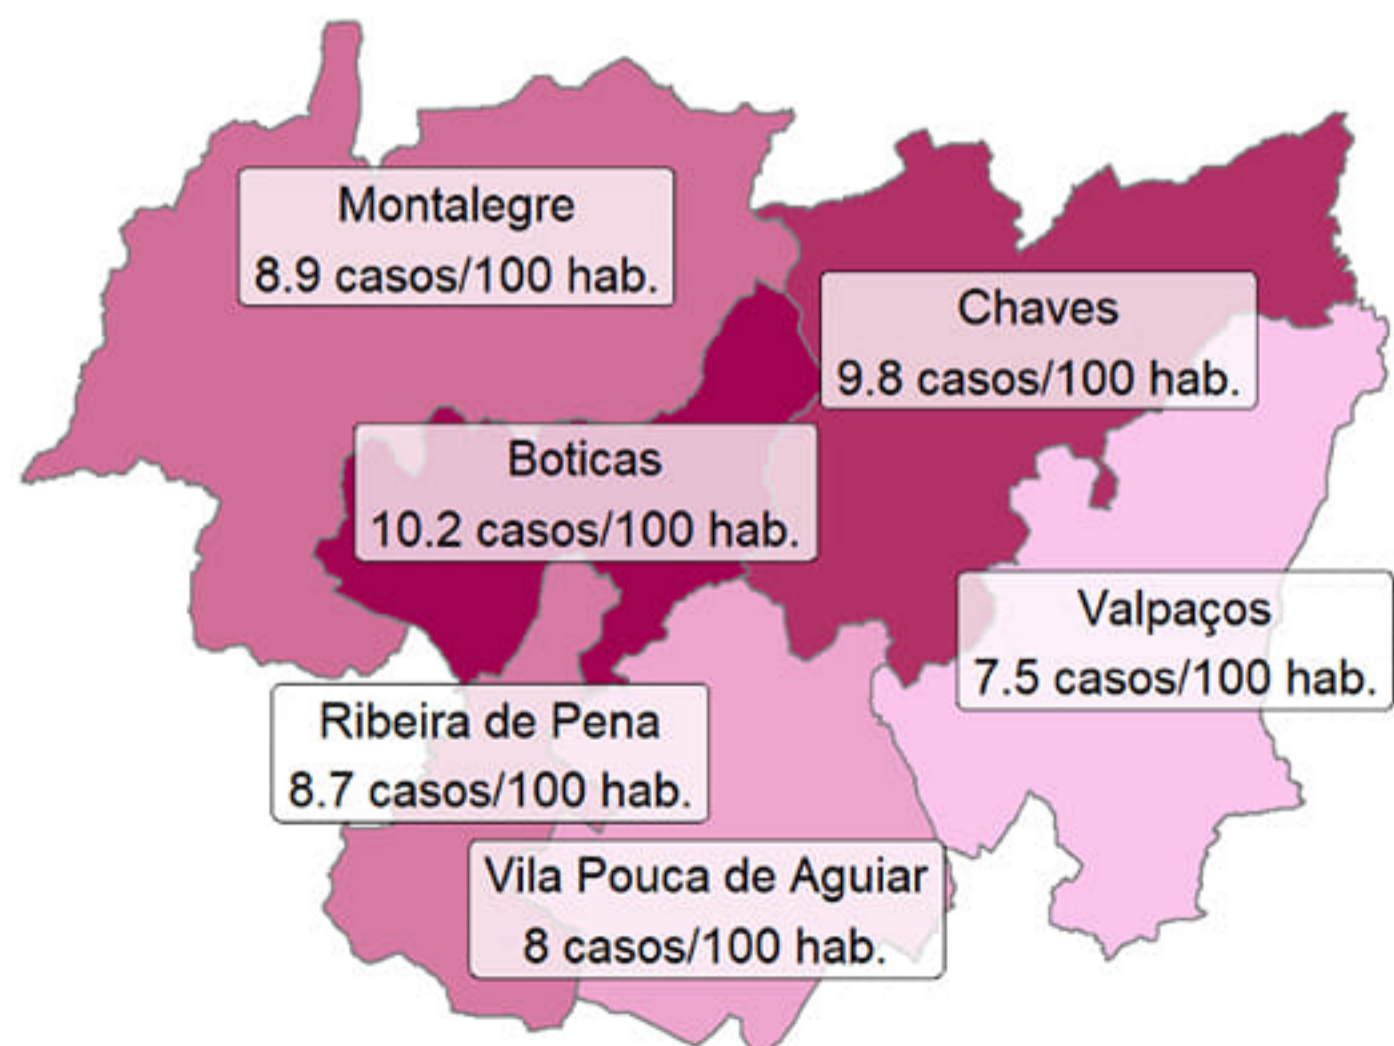 Montalegre
8.9 casos/100 hab.
Chaves
9.8 casos/100 hab.
Boticas
10.2 casos/100 hab.
Valpaços
7.5 casos/100 hab.
Ribeira de Pena
8.7 casos/100 hab.
Vila Pouca de Aguiar
8 casos/100 hab.